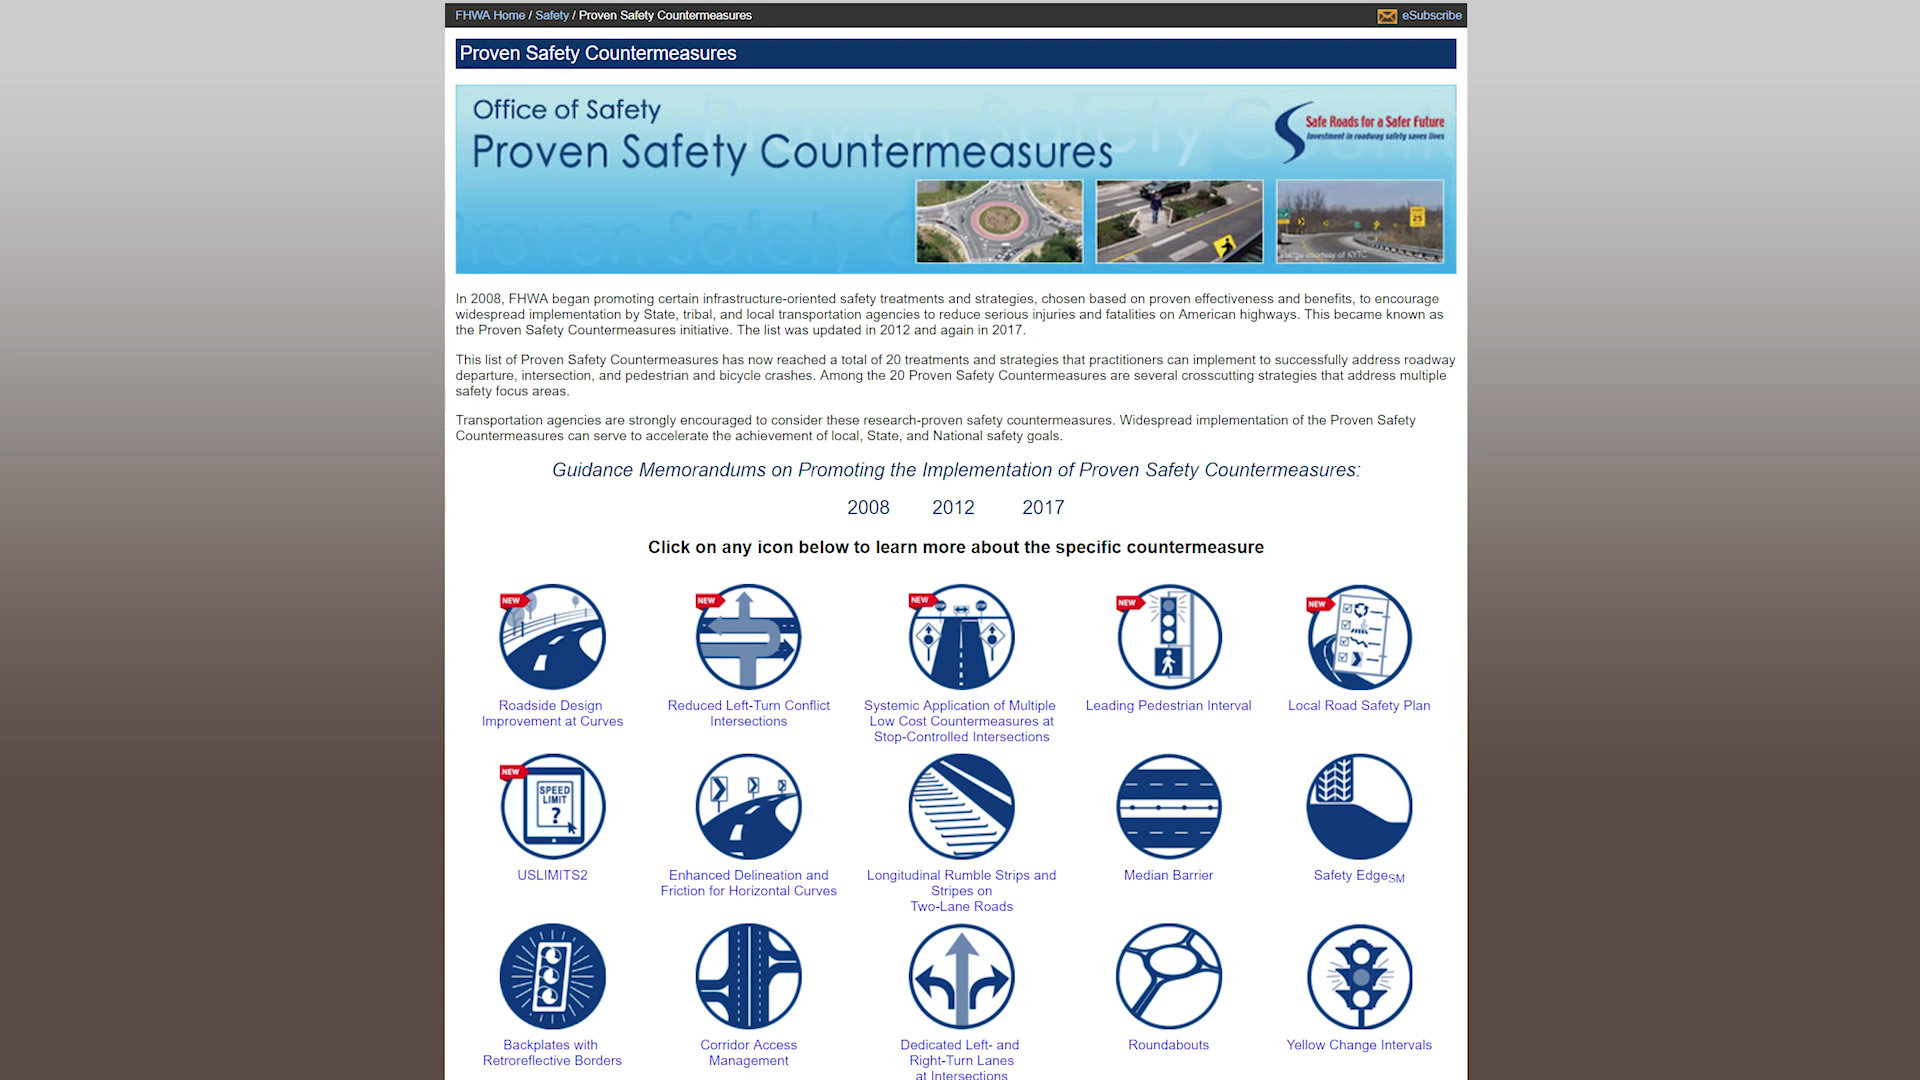 FHWA Home / Safety / Proven Safety Countermeasures
eSubscribe
Proven Safety Countermeasures
Office of Safety
Proven Safety Countermeasures
Safe Roads for a Safer Future
Investment in roadway safety saves lives
25
Image courtesy of KYTC
In 2008, FHWA began promoting certain infrastructure-oriented safety treatments and strategies, chosen based on proven effectiveness and benefits, to encourage
widespread implementation by State, tribal, and local transportation agencies to reduce serious injuries and fatalities on American highways. This became known as
the Proven Safety Countermeasures initiative. The list was updated in 2012 and again in 2017.
This list of Proven Safety Countermeasures has now reached a total of 20 treatments and strategies that practitioners can implement to successfully address roadway
departure, intersection, and pedestrian and bicycle crashes. Among the 20 Proven Safety Countermeasures are several crosscutting strategies that address multiple
safety focus areas.
Transportation agencies are strongly encouraged to consider these research-proven safety countermeasures. Widespread implementation of the Proven Safety
Countermeasures can serve to accelerate the achievement of local, State, and National safety goals.
Guidance Memorandums on Promoting the Implementation of Proven Safety Countermeasures:
2008 2012 2017
Click on any icon below to learn more about the specific countermeasure
NEW NEW NEW NEW NEW
Roadside Design
Improvement at Curves
Reduced Left-Turn Conflict
Intersections
Systemic Application of Multiple
Low Cost Countermeasures at
Stop-Controlled Intersections
Leading Pedestrian Interval
Local Road Safety Plan
NEW
SPEED
LIMIT
?
USLIMITS2
Enhanced Delineation and
Friction for Horizontal Curves
Longitudinal Rumble Strips and
Stripes on
Two-Lane Roads
Median Barrier
Safety EdgeSM
Backplates with
Retroreflective Borders
Corridor Access
Management
Dedicated Left- and
Right-Turn Lanes
at Intersections
Roundabouts
Yellow Change Intervals